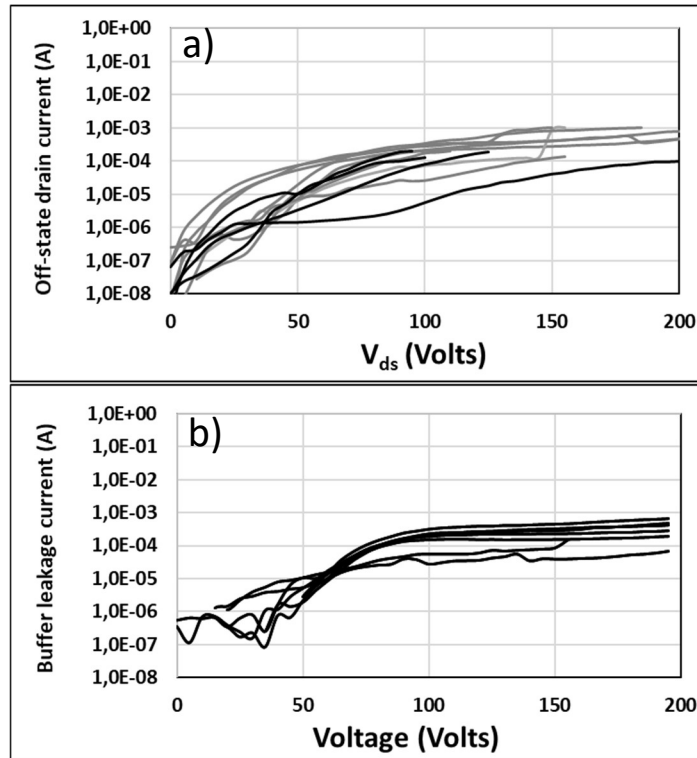 a)
Off-state drain current (A)
1,0E+00
1,0E-01
1,0E-02
1,0E-03
1,0E-04
1,0E-05
1,0E-06
1,0E-07
1,0E-08
0 50 100 150 200
V_ds (Volts)
b)
Buffer leakage current (A)
1,0E+00
1,0E-01
1,0E-02
1,0E-03
1,0E-04
1,0E-05
1,0E-06
1,0E-07
1,0E-08
0 50 100 150 200
Voltage (Volts)